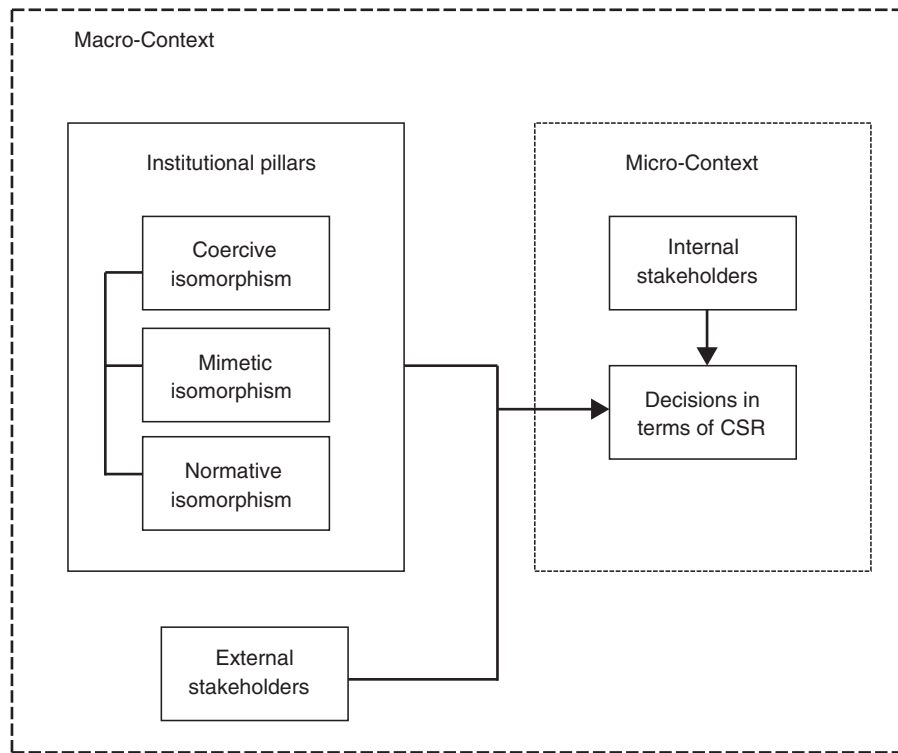 Macro-Context
Institutional pillars
Coercive
isomorphism
Mimetic
isomorphism
Normative
isomorphism
External
stakeholders
Micro-Context
Internal
stakeholders
Decisions in
terms of CSR